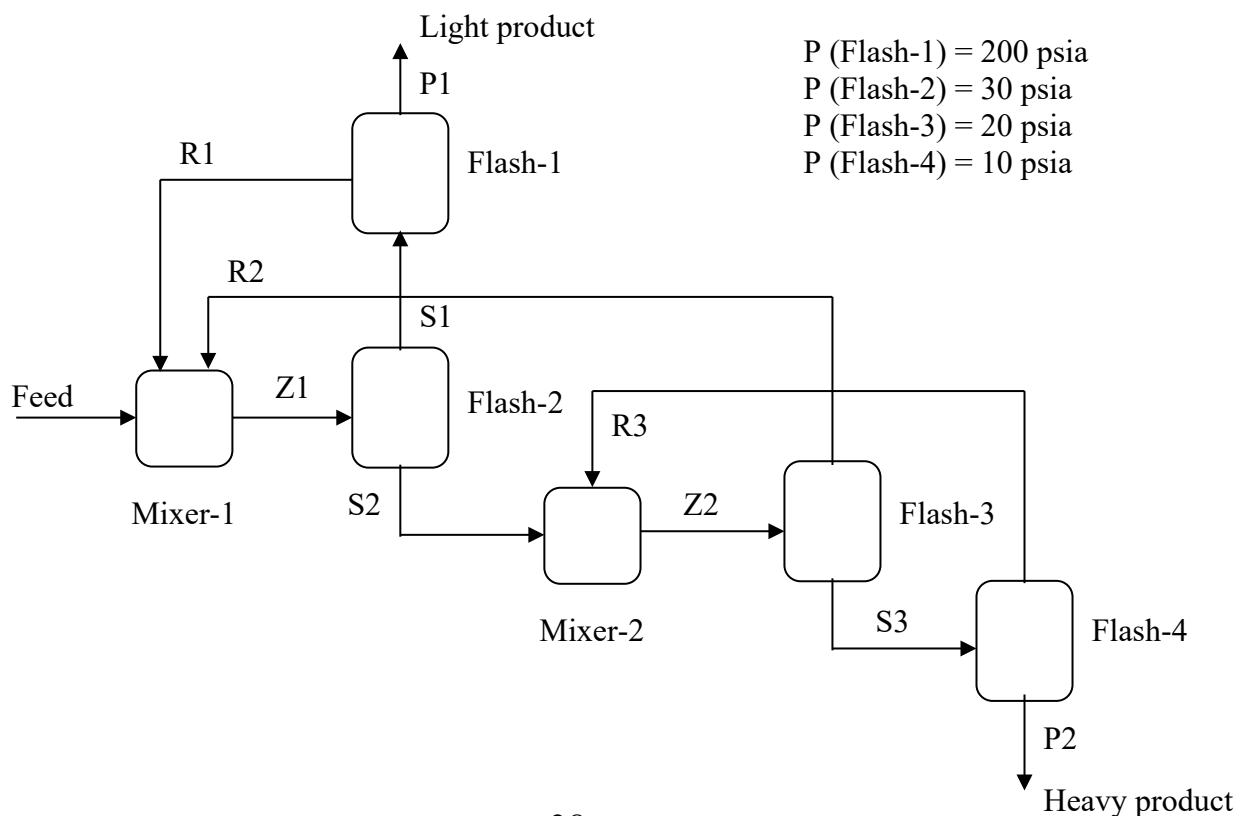 Light product
P1
P (Flash-1) = 200 psia
P (Flash-2) = 30 psia
P (Flash-3) = 20 psia
P (Flash-4) = 10 psia
R1
Flash-1
R2
S1
Feed
Z1
Flash-2
R3
Mixer-1
S2
Z2
Flash-3
Mixer-2
S3
Flash-4
P2
Heavy product